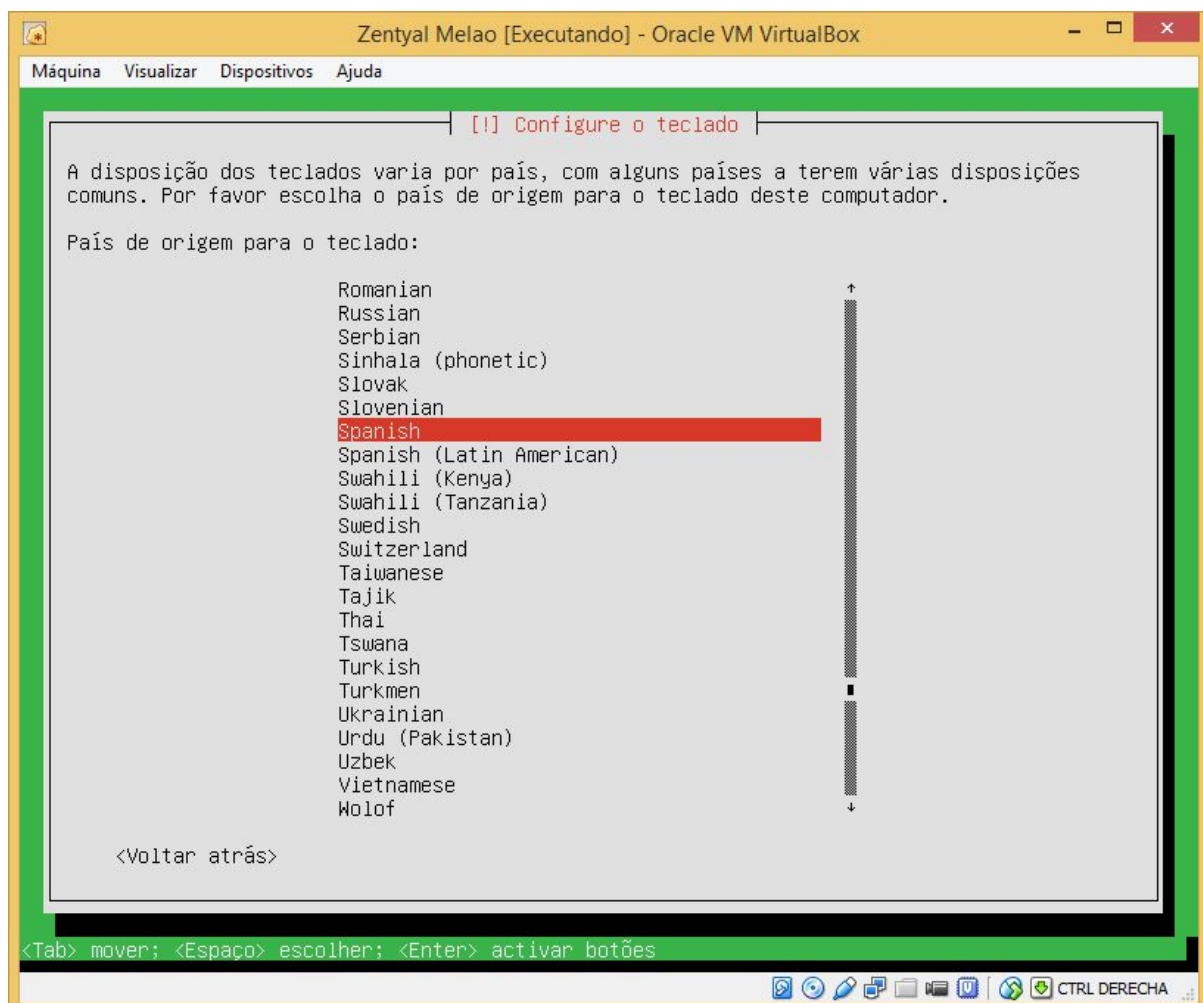 Zentyal Melao [Executando] - Oracle VM VirtualBox
Máquina Visualizar Dispositivos Ajuda
[!] Configure o teclado
A disposição dos teclados varia por país, com alguns países a terem várias disposições
comuns. Por favor escolha o país de origem para o teclado deste computador.
País de origem para o teclado:
Romanian
Russian
Serbian
Sinhala (phonetic)
Slovak
Slovenian
Spanish
Spanish (Latin American)
Swahili (Kenya)
Swahili (Tanzania)
Swedish
Switzerland
Taiwanese
Tajik
Thai
Tswana
Turkish
Turkmen
Ukrainian
Urdu (Pakistan)
Uzbek
Vietnamese
Wolof
<Voltar atrás>
<Tab> mover; <Espaço> escolher; <Enter> activar botões
CTRL DERECHA